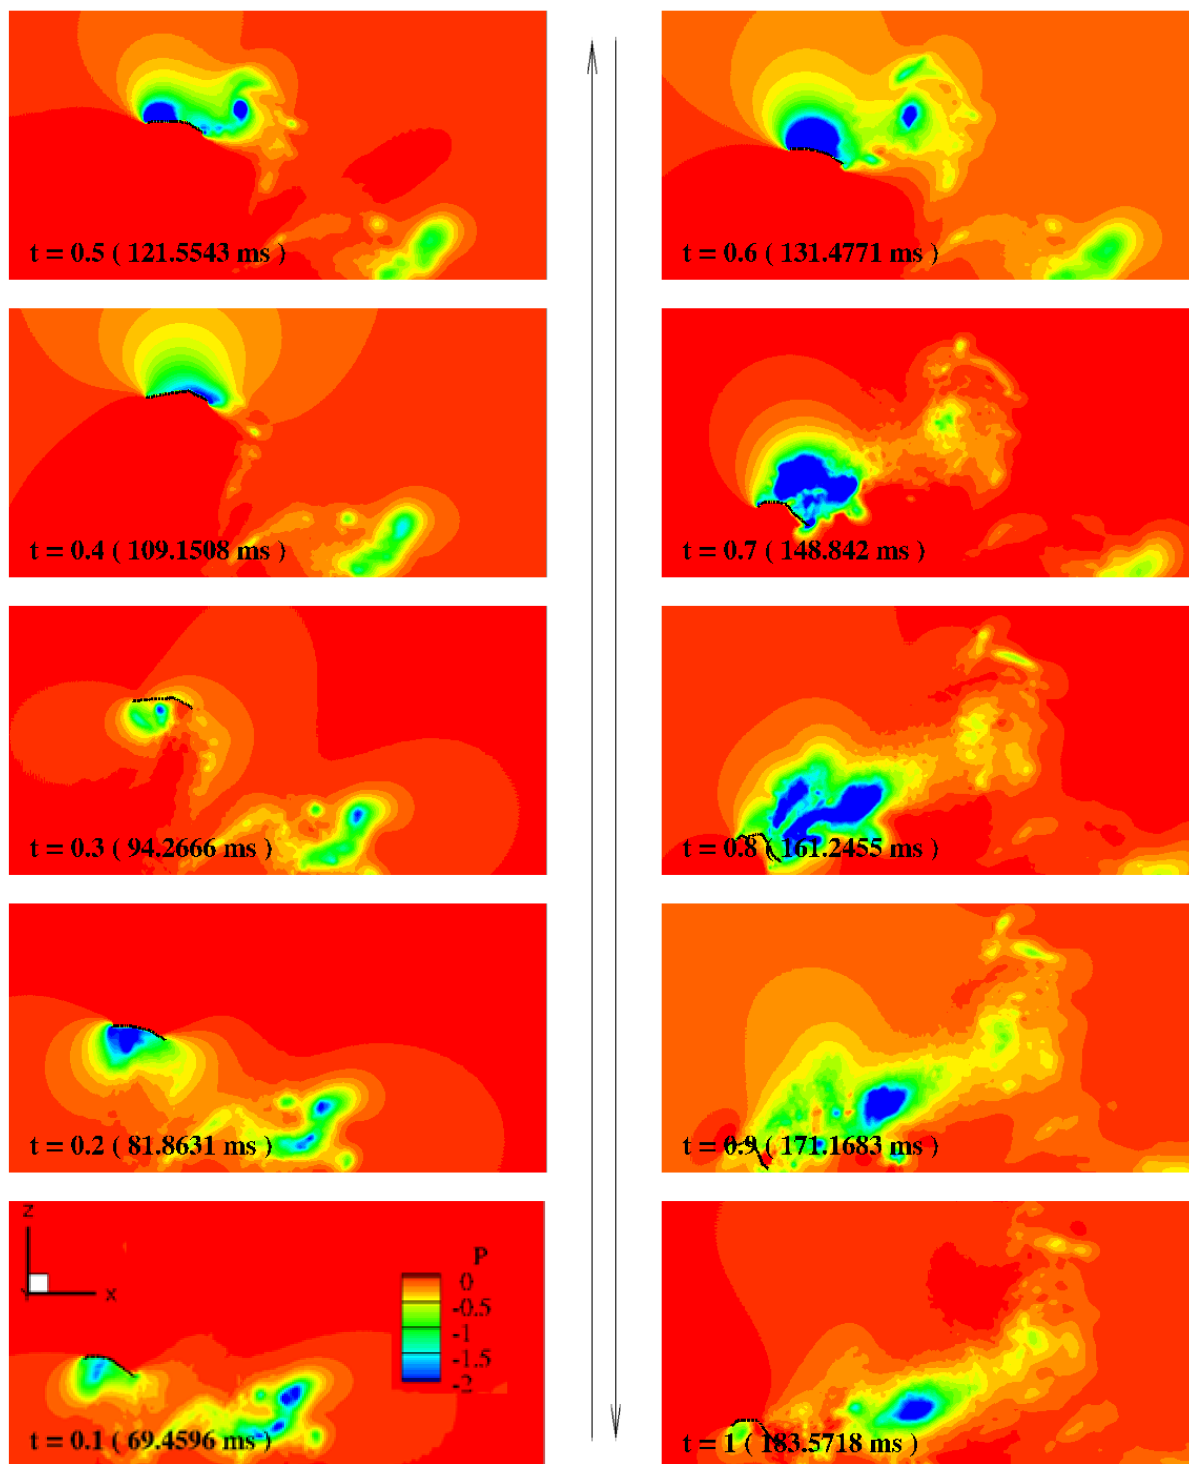 t = 0.5 ( 121.5543 ms )
t = 0.6 ( 131.4771 ms )
t = 0.4 ( 109.1508 ms )
t = 0.7 ( 148.842 ms )
t = 0.3 ( 94.2666 ms )
t = 0.8 ( 161.2455 ms )
t = 0.2 ( 81.8631 ms )
t = 0.9 ( 171.1683 ms )
Z
X
P
0
-0.5
-1
-1.5
-2
t = 0.1 ( 69.4596 ms )
t = 1 ( 183.5718 ms )